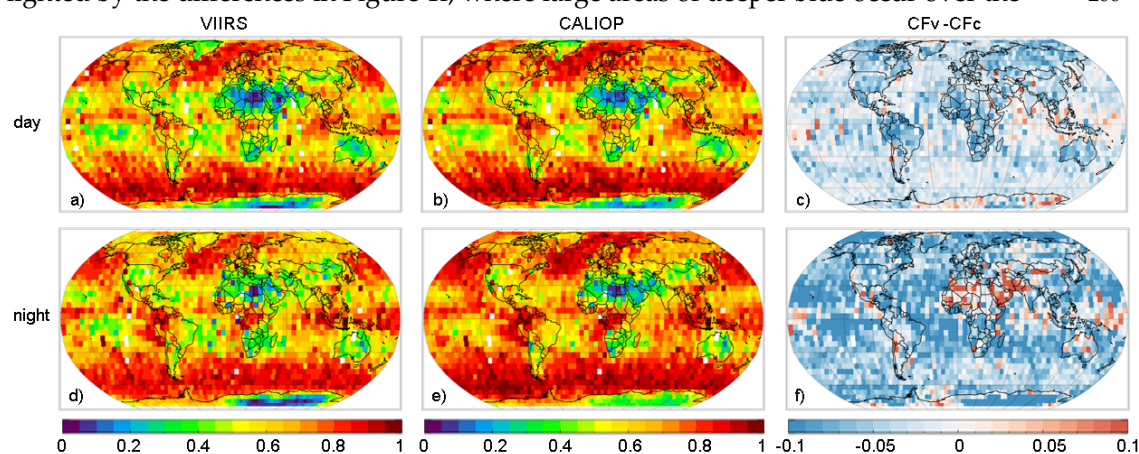 VIIRS CALIOP CFv-CFc
day
a) b) c)
night
d) e) f)
0 0.2 0.4 0.6 0.8 1 0 0.2 0.4 0.6 0.8 1 -0.1 -0.05 0 0.05 0.1